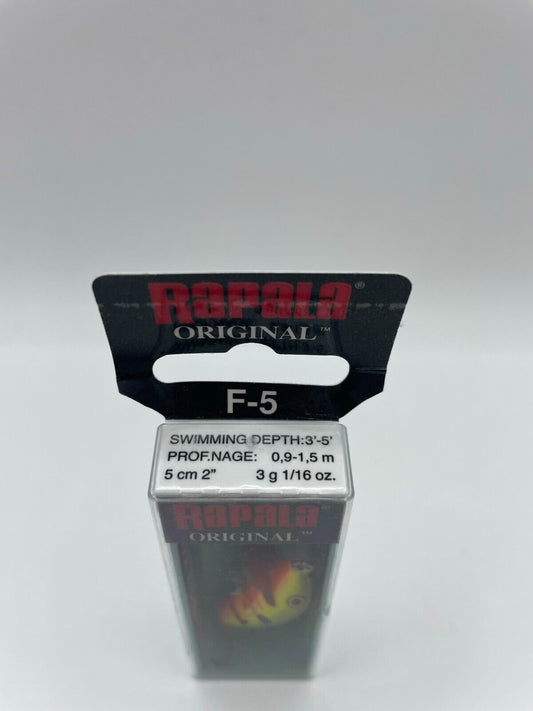 RAPALA®
ORIGINAL™
F-5
SWIMMING DEPTH:3'-5'
PROF.NAGE: 0,9-1,5 m
5 cm 2" 3 g 1/16 oz.
RAPALA®
ORIGINAL™